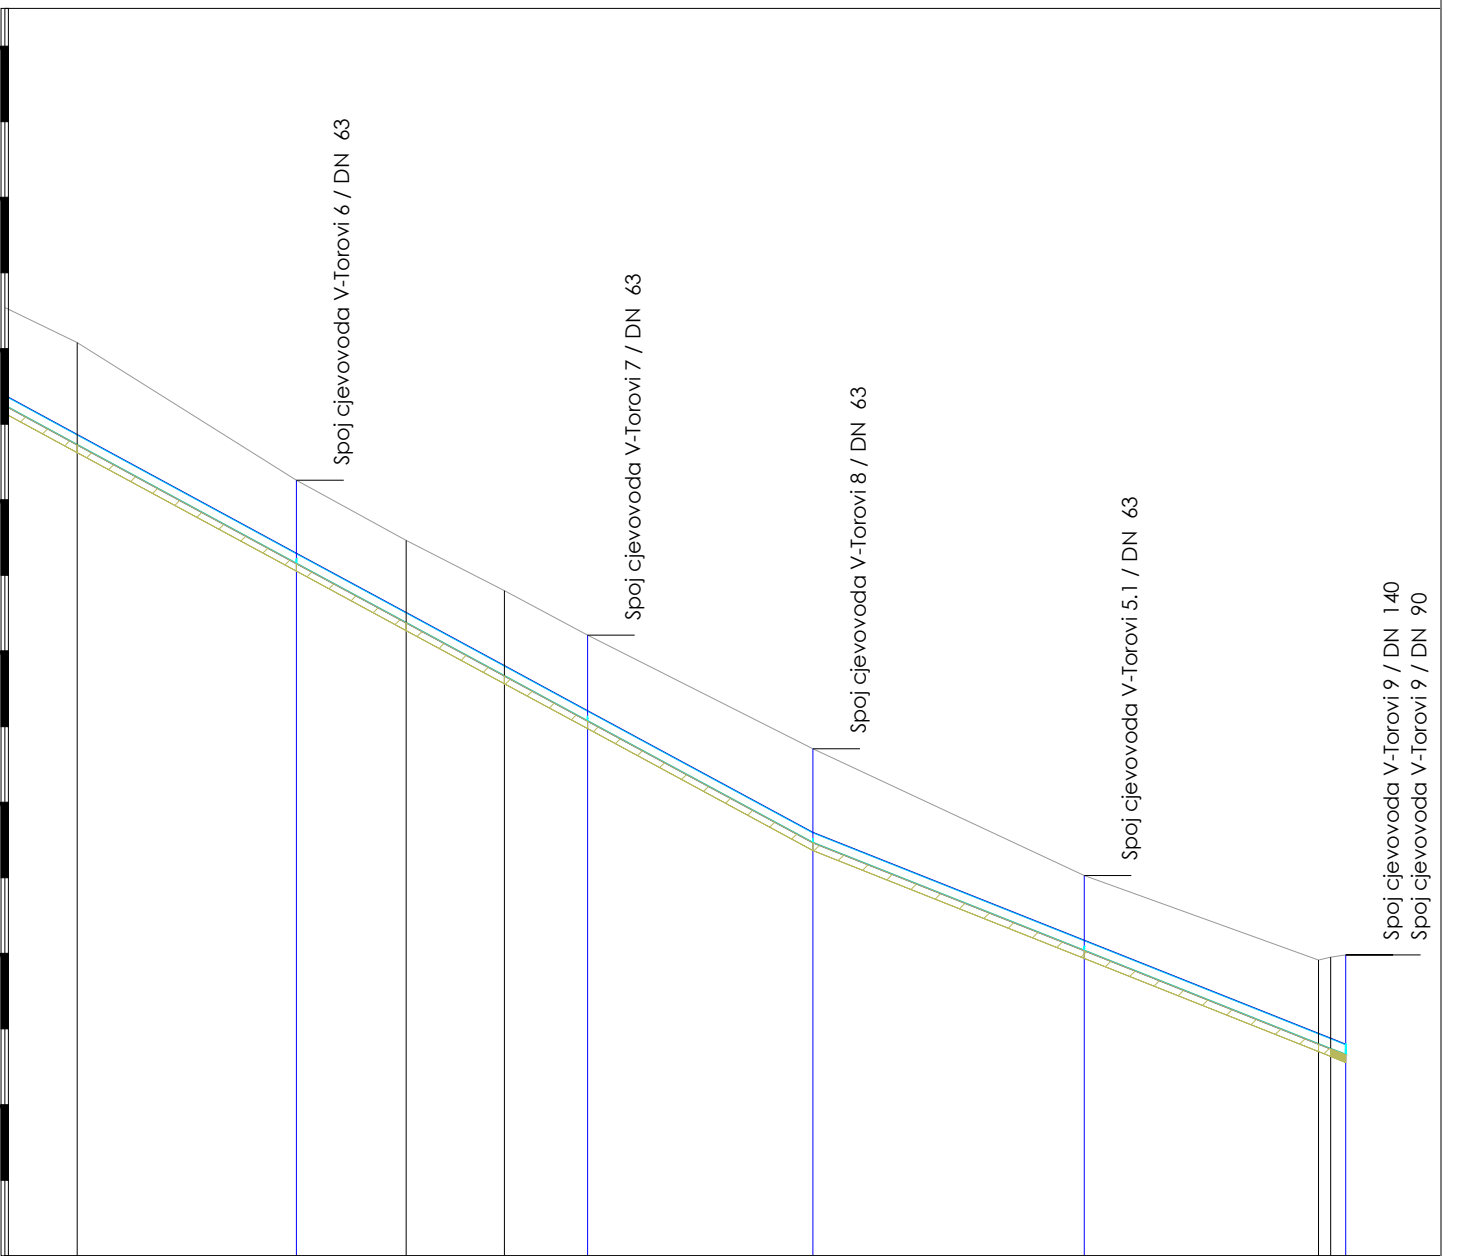 Spoj cjevovoda V-Torovi 6 / DN 63
Spoj cjevovoda V-Torovi 7 / DN 63
Spoj cjevovoda V-Torovi 8 / DN 63
Spoj cjevovoda V-Torovi 5.1 / DN 63
Spoj cjevovoda V-Torovi 9 / DN 140
Spoj cjevovoda V-Torovi 9 / DN 90